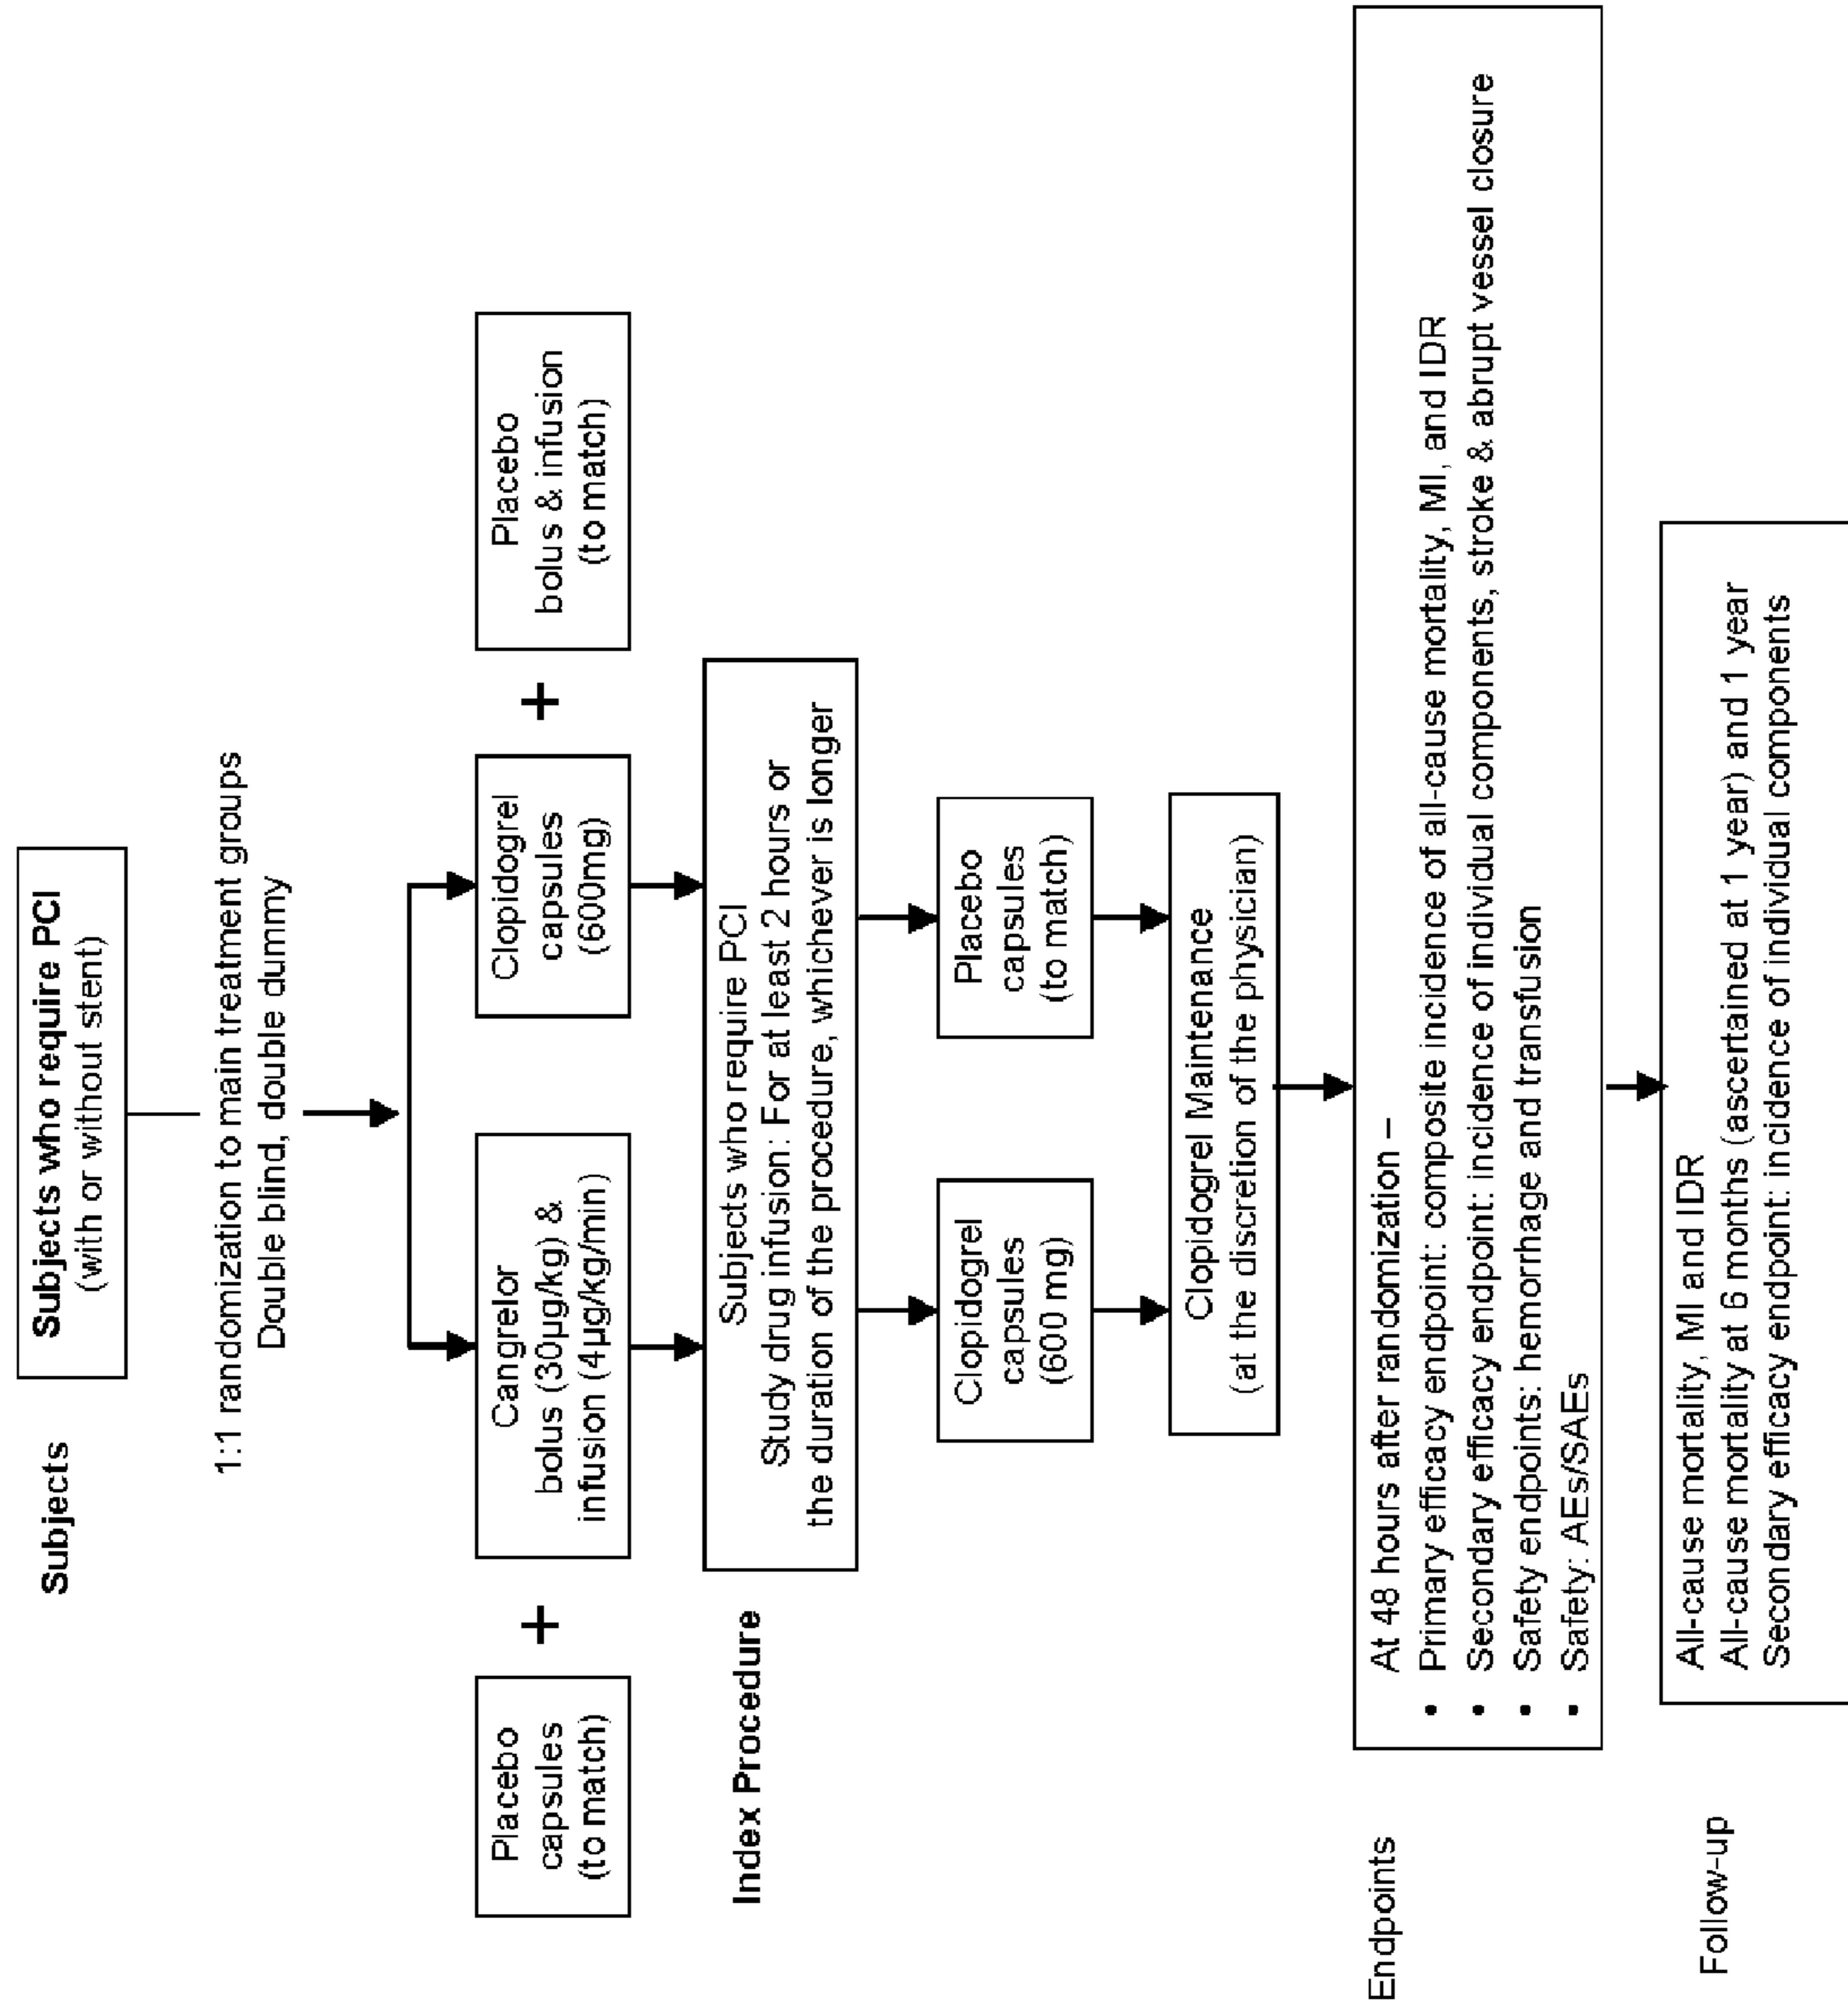 Subjects
Subjects who require PCI
(with or without stent)
1:1 randomization to main treatment groups
Double blind, double dummy
Placebo
capsules
(to match)
+
Cangrelor
bolus (30µg/kg) &
infusion (4µg/kg/min)
Clopidogrel
capsules
(600mg)
+
Placebo
bolus & infusion
(to match)
Index Procedure
Subjects who require PCI
Study drug infusion: For at least 2 hours or
the duration of the procedure, whichever is longer
Clopidogrel
capsules
(600 mg)
Placebo
capsules
(to match)
Clopidogrel Maintenance
(at the discretion of the physician)
Endpoints
At 48 hours after randomization –
• Primary efficacy endpoint: composite incidence of all-cause mortality, MI, and IDR
• Secondary efficacy endpoint: incidence of individual components, stroke & abrupt vessel closure
• Safety endpoints: hemorrhage and transfusion
• Safety: AEs/SAEs
Follow-up
All-cause mortality, MI and IDR
All-cause mortality at 6 months (ascertained at 1 year) and 1 year
Secondary efficacy endpoint: incidence of individual components